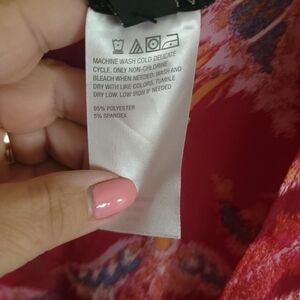 MACHINE WASH COLD DELICATE
CYCLE. ONLY NON-CHLORINE
BLEACH WHEN NEEDED. WASH AND
DRY WITH LIKE COLORS. TUMBLE
DRY LOW. LOW IRON IF NEEDED
95% POLYESTER
5% SPANDEX